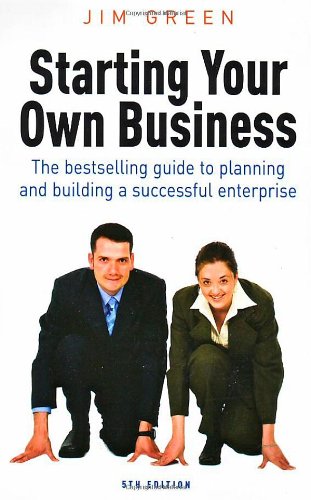 JIM GREEN
Starting Your
Own Business
The bestselling guide to planning
and building a successful enterprise
5TH EDITION